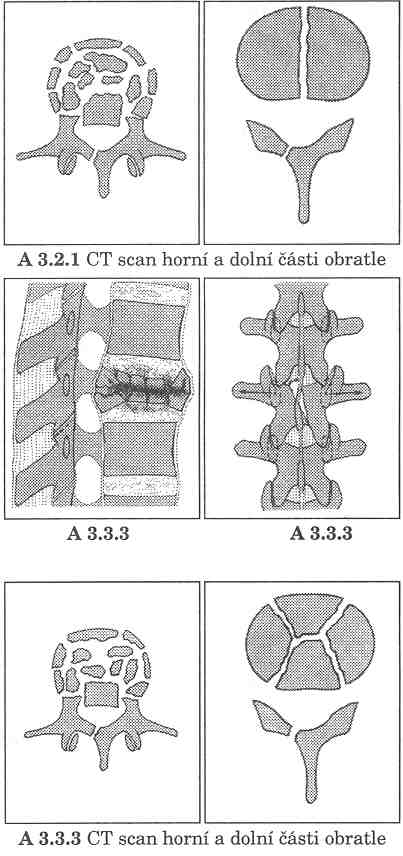 A 3.2.1 CT scan horní a dolní části obratle
A 3.3.3
A 3.3.3
A 3.3.3 CT scan horní a dolní části obratle